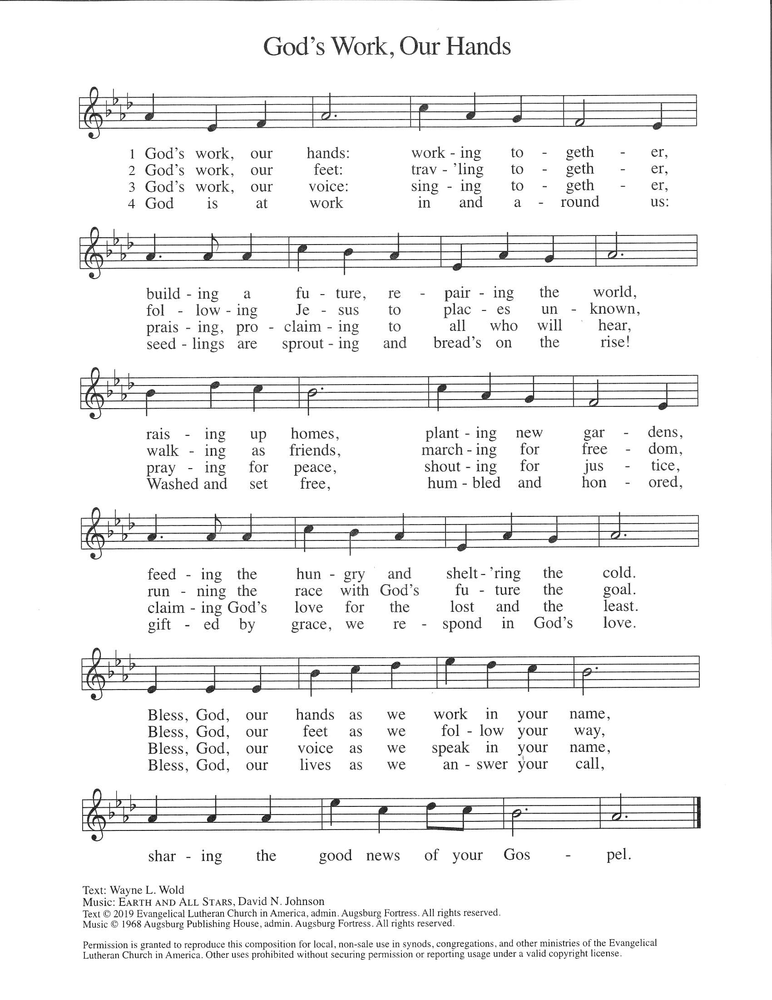 God's Work, Our Hands
1 God's work, our hands: work - ing to - geth - er,
2 God's work, our feet: trav - 'ling to - geth - er,
3 God's work, our voice: sing - ing to - geth - er,
4 God is at work in and a - round us:
build - ing a fu - ture, re - pair - ing the world,
fol - low - ing Je - sus to plac - es un - known,
prais - ing, pro - claim - ing to all who will hear,
seed - lings are sprout - ing and bread's on the rise!
rais - ing up homes, plant - ing new gar - dens,
walk - ing as friends, march - ing for free - dom,
pray - ing for peace, shout - ing for jus - tice,
Washed and set free, hum - bled and hon - ored,
feed - ing the hun - gry and shelt - 'ring the cold.
run - ning the race with God's fu - ture the goal.
claim - ing God's love for the lost and the least.
gift - ed by grace, we re - spond in God's love.
Bless, God, our hands as we work in your name,
Bless, God, our feet as we fol - low your way,
Bless, God, our voice as we speak in your name,
Bless, God, our lives as we an - swer your call,
shar - ing the good news of your Gos - pel.
Text: Wayne L. Wold
Music: EARTH AND ALL STARS, David N. Johnson
Text © 2019 Evangelical Lutheran Church in America, admin. Augsburg Fortress. All rights reserved.
Music © 1968 Augsburg Publishing House, admin. Augsburg Fortress. All rights reserved.
Permission is granted to reproduce this composition for local, non-sale use in synods, congregations, and other ministries of the Evangelical
Lutheran Church in America. Other uses prohibited without securing permission or reporting usage under a valid copyright license.